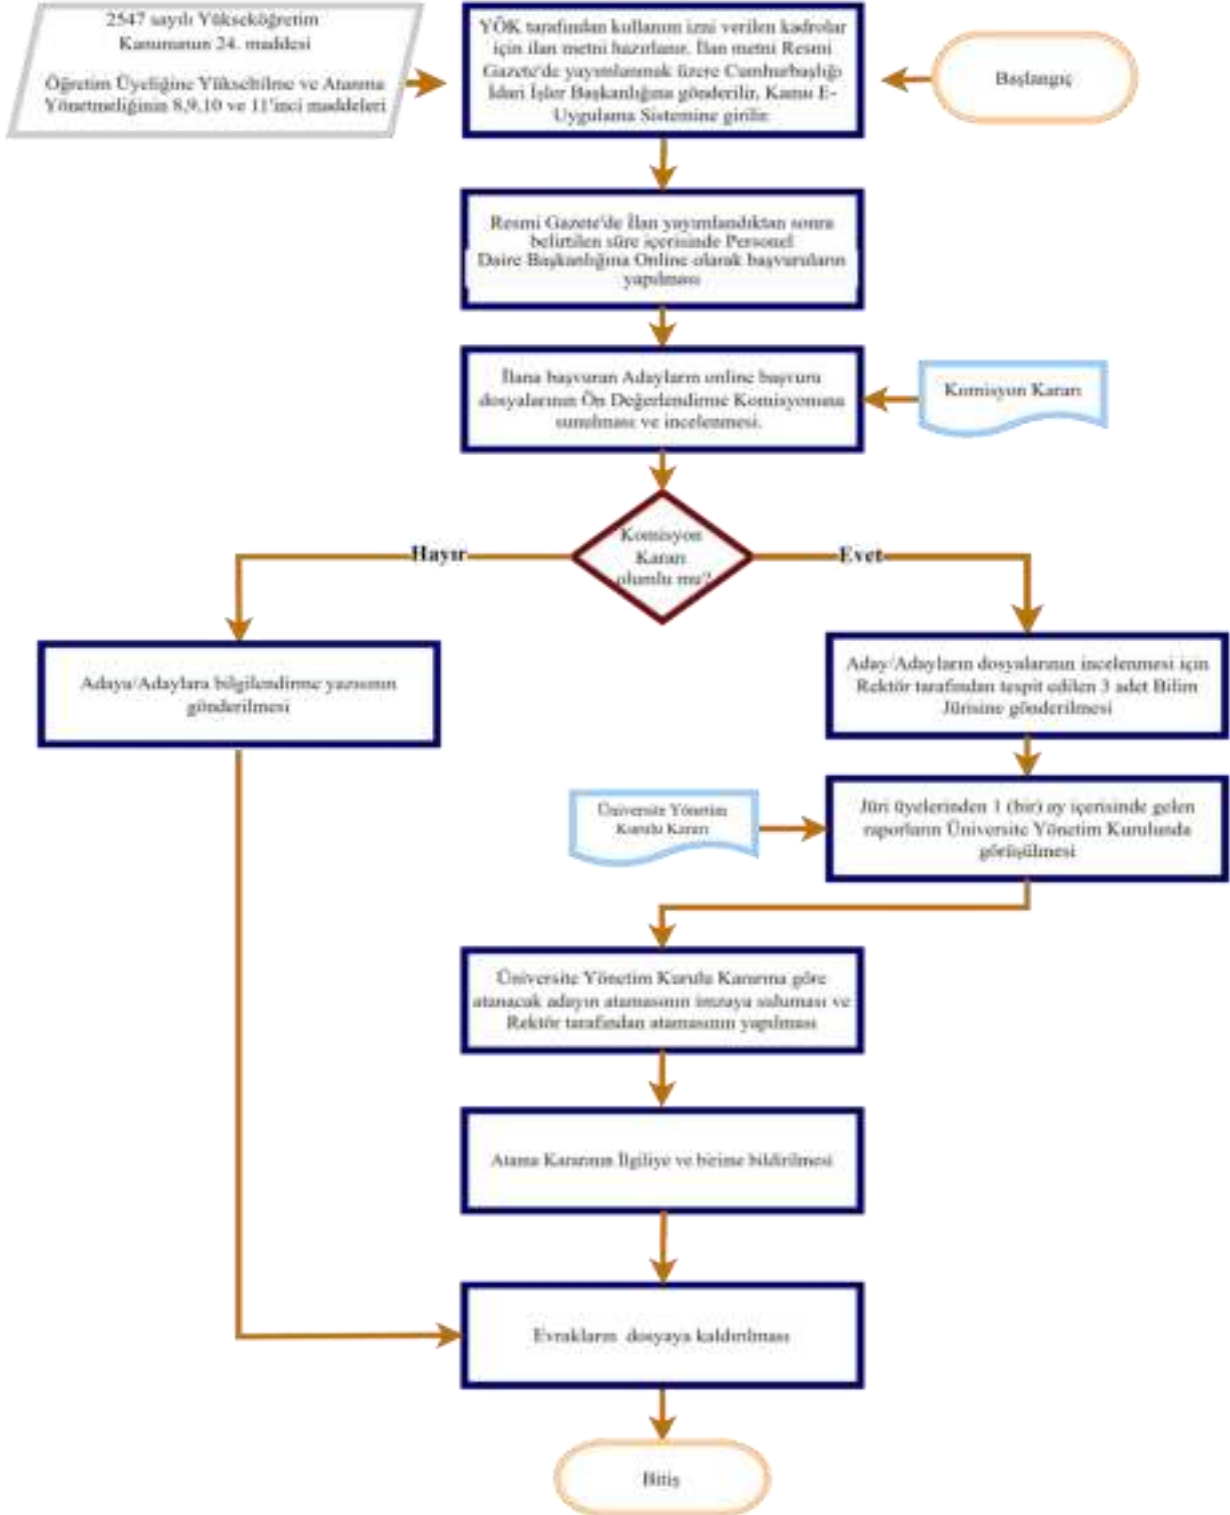 2547 sayılı Yükseköğretim
Kanununun 24. maddesi
Öğretim Üyeliğine Yükseltilme ve Atanma
Yönetmeliğinin 8,9,10 ve 11'inci maddeleri
YÖK tarafından kullanım izni verilen kadrolar
için ilan metni hazırlanır. İlan metni Resmi
Gazete'de yayımlanmak üzere Cumhurbaşlığı
İdari İşler Başkanlığına gönderilir, Kamu E-
Uygulama Sistemine girilir.
Başlangıç
Resmi Gazete'de İlan yayımlandıktan sonra
belirtilen süre içerisinde Personel
Daire Başkanlığına Online olarak başvuruların
yapılması
İlana başvuran Adayların online başvuru
dosyalarının Ön Değerlendirme Komisyonuna
sunulması ve incelenmesi.
Komisyon Kararı
Komisyon
Kararı
olumlu mu?
Hayır
Evet
Adaya/Adaylara bilgilendirme yazısının
gönderilmesi
Aday/Adayların dosyalarının incelenmesi için
Rektör tarafından tespit edilen 3 adet Bilim
Jürisine gönderilmesi
Üniversite Yönetim
Kurulu Kararı
Jüri üyelerinden 1 (bir) ay içerisinde gelen
raporların Üniversite Yönetim Kurulunda
görüşülmesi
Üniversite Yönetim Kurulu Kararına göre
atanacak adayın atamasının imzaya suluması ve
Rektör tarafından atamasının yapılması
Atama Kararının İlgiliye ve birime bildirilmesi
Evrakların dosyaya kaldırılması
Bitiş